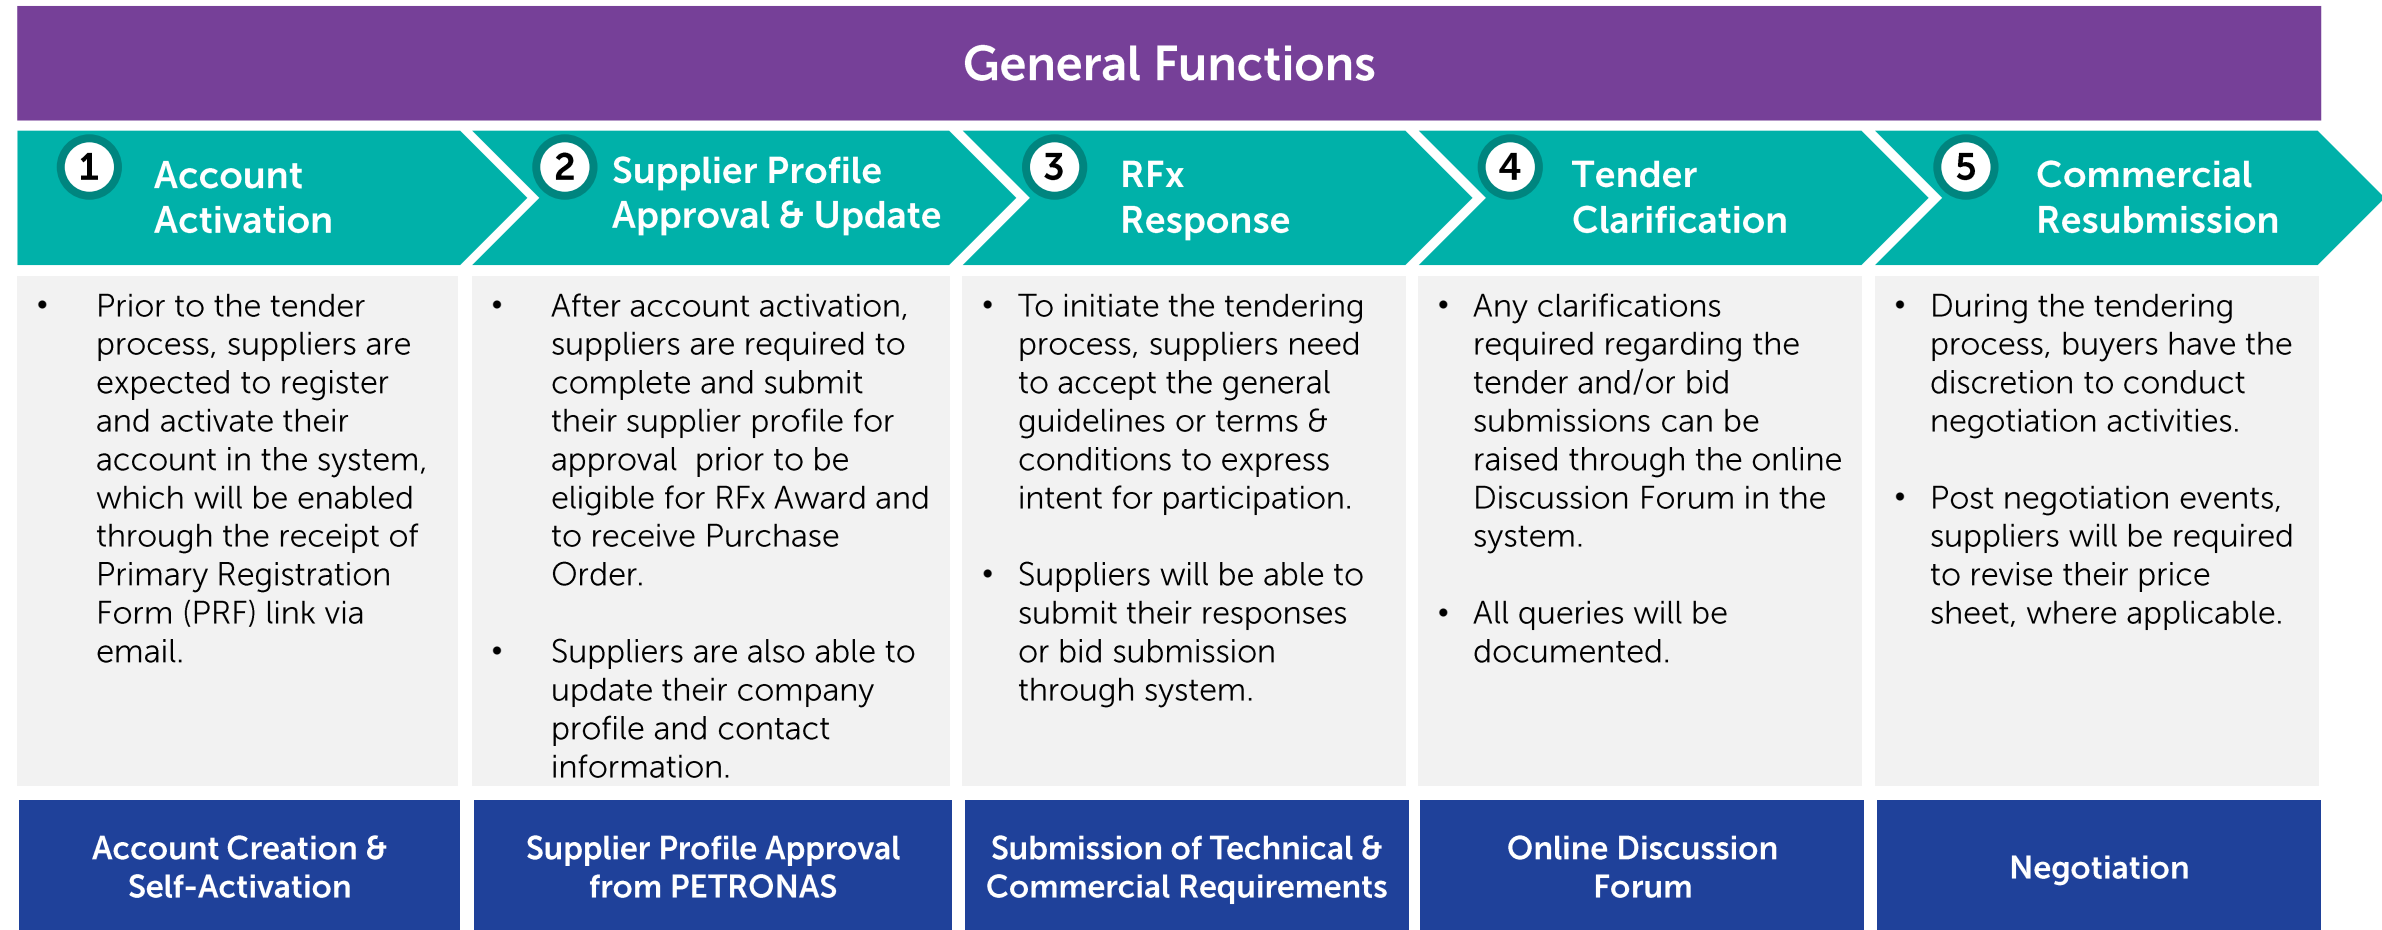 General Functions
1
Account
Activation
2
Supplier Profile
Approval & Update
3
RFx
Response
4
Tender
Clarification
5
Commercial
Resubmission
• Prior to the tender
process, suppliers are
expected to register
and activate their
account in the system,
which will be enabled
through the receipt of
Primary Registration
Form (PRF) link via
email.
• After account activation,
suppliers are required to
complete and submit
their supplier profile for
approval  prior to be
eligible for RFx Award and
to receive Purchase
Order.
• Suppliers are also able to
update their company
profile and contact
information.
• To initiate the tendering
process, suppliers need
to accept the general
guidelines or terms &
conditions to express
intent for participation.
• Suppliers will be able to
submit their responses
or bid submission
through system.
• Any clarifications
required regarding the
tender and/or bid
submissions can be
raised through the online
Discussion Forum in the
system.
• All queries will be
documented.
• During the tendering
process, buyers have the
discretion to conduct
negotiation activities.
• Post negotiation events,
suppliers will be required
to revise their price
sheet, where applicable.
Account Creation &
Self-Activation
Supplier Profile Approval
from PETRONAS
Submission of Technical &
Commercial Requirements
Online Discussion
Forum
Negotiation